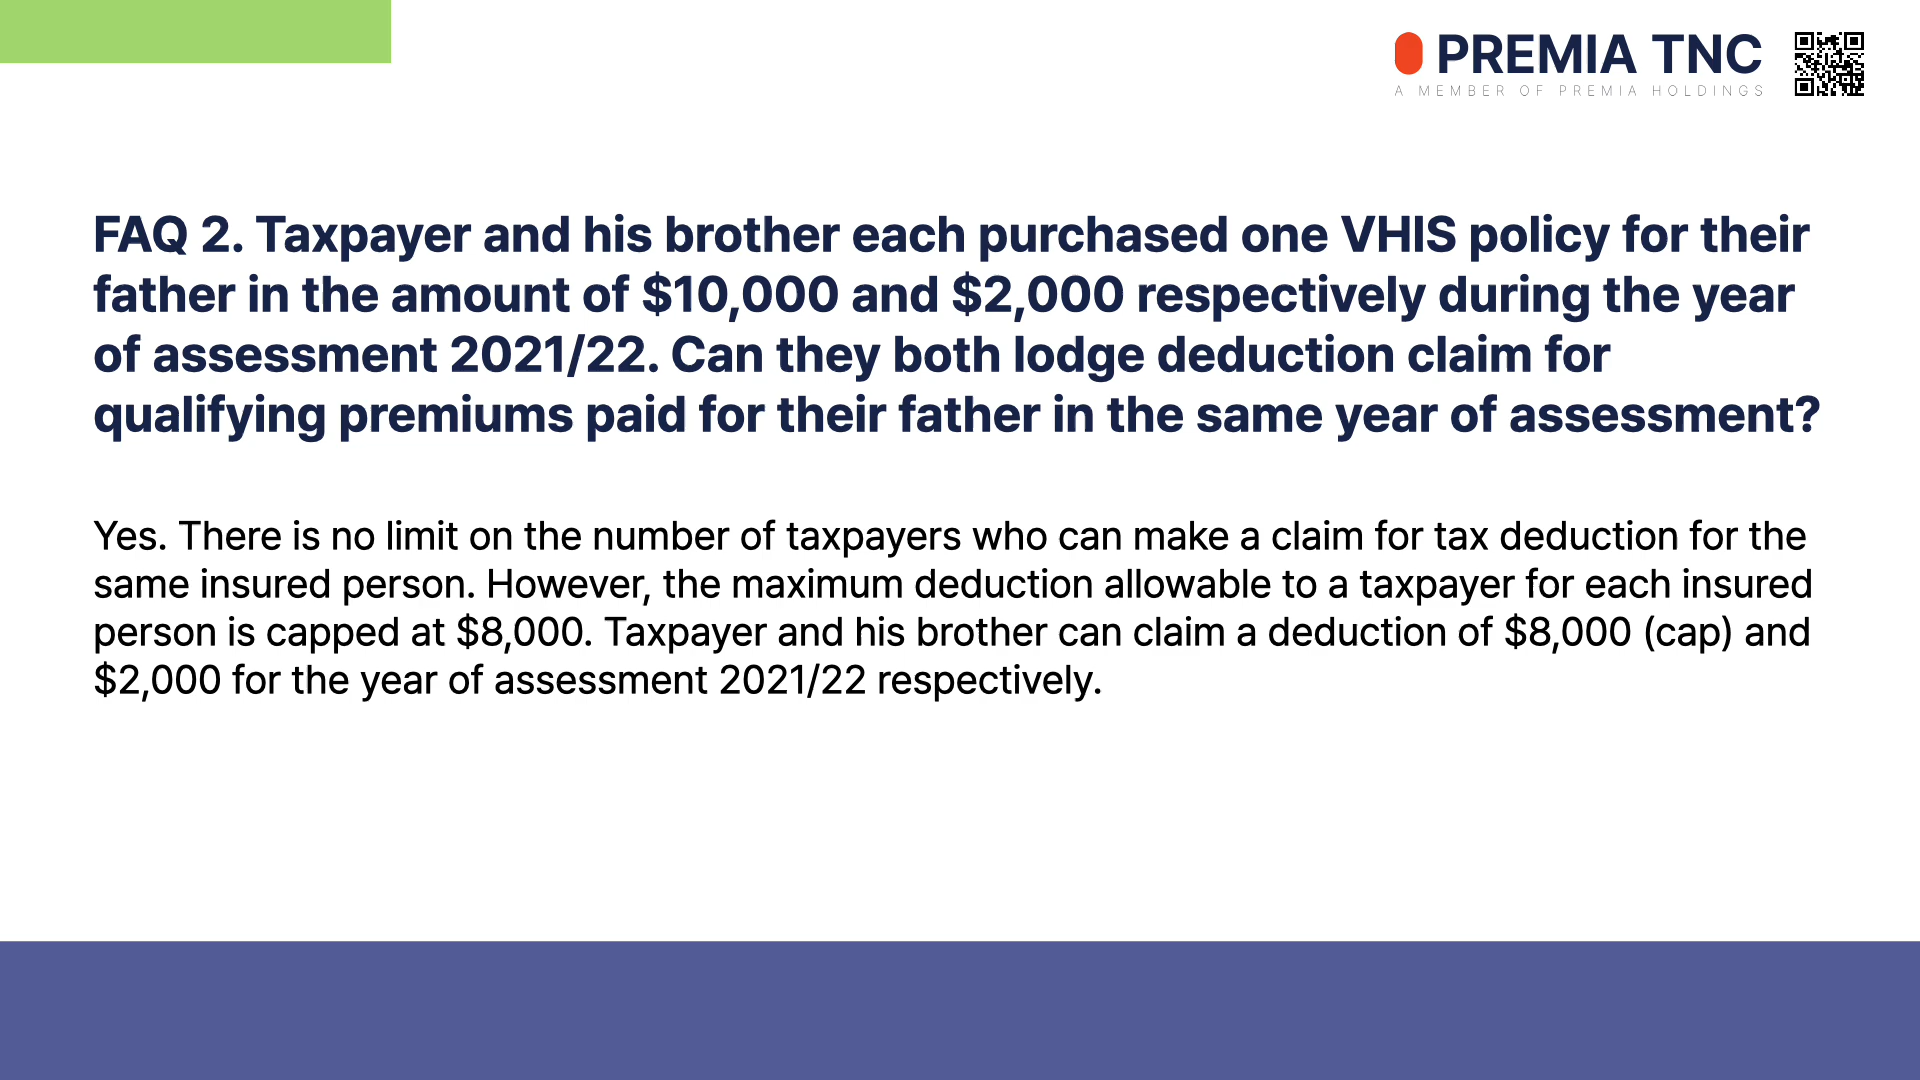 PREMIA TNC
A MEMBER OF PREMIA HOLDINGS
FAQ 2. Taxpayer and his brother each purchased one VHIS policy for their
father in the amount of $10,000 and $2,000 respectively during the year
of assessment 2021/22. Can they both lodge deduction claim for
qualifying premiums paid for their father in the same year of assessment?
Yes. There is no limit on the number of taxpayers who can make a claim for tax deduction for the
same insured person. However, the maximum deduction allowable to a taxpayer for each insured
person is capped at $8,000. Taxpayer and his brother can claim a deduction of $8,000 (cap) and
$2,000 for the year of assessment 2021/22 respectively.